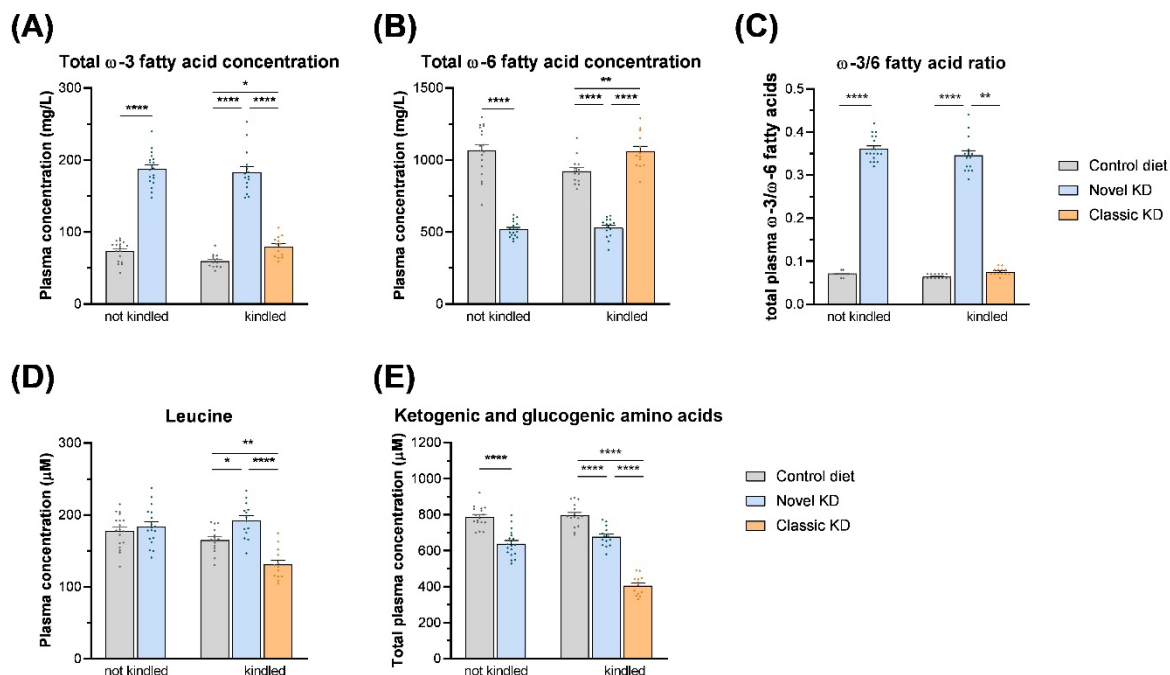 (A)
Total ω-3 fatty acid concentration
Plasma concentration (mg/L)
300
200
100
0
****
*
**** ****
not kindled kindled
(B)
Total ω-6 fatty acid concentration
Plasma concentration (mg/L)
1500
1000
500
0
****
**
**** ****
not kindled kindled
(C)
ω-3/6 fatty acid ratio
total plasma ω-3/ω-6 fatty acids
0.5
0.4
0.3
0.2
0.1
0.0
**** **** **
not kindled kindled
Control diet
Novel KD
Classic KD
(D)
Leucine
Plasma concentration (µM)
300
200
100
0
**
* ****
not kindled kindled
(E)
Ketogenic and glucogenic amino acids
Total plasma concentration (µM)
1200
1000
800
600
400
200
0
****
****
**** ****
not kindled kindled
Control diet
Novel KD
Classic KD